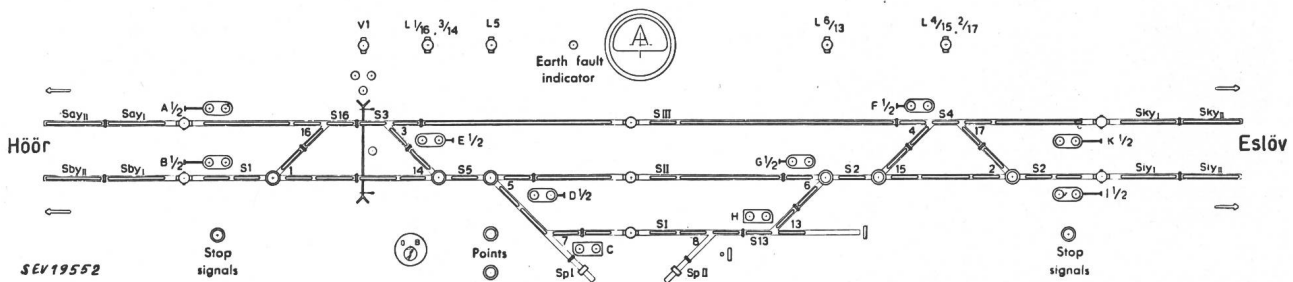 V1
L 1/16 , 3/14
L5
L 6/13
L 4/15 , 2/17
A
Earth fault
indicator
Say II
Say I
A 1/2
S16
S3
SIII
F 1/2
S4
Sky I
Sky II
16
3
E 1/2
4
17
K 1/2
Höör
Eslöv
B 1/2
G 1/2
Sby II
Sby I
S1
1
14
S5
SII
S2
15
2
S2
Siy I
Siy II
5
D 1/2
6
I 1/2
H
SI
13
7
C
8
S13
O B
Stop
signals
Points
Sp I
Sp II
Stop
signals
SEV 19552